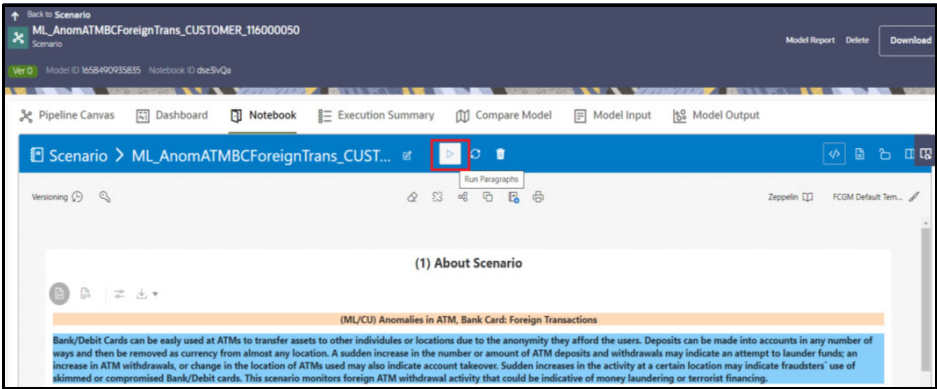 Back to Scenario
ML_AnomATMBCForeignTrans_CUSTOMER_116000050
Scenario
Model Report Delete Download
Ver 0 Model ID 1658490935835 Notebook ID dse3lvQa
Pipeline Canvas Dashboard Notebook Execution Summary Compare Model Model Input Model Output
Scenario > ML_AnomATMBCForeignTrans_CUST...
Run Paragraphs
Versioning Zeppelin FCGM Default Tem...
(1) About Scenario
(ML/CU) Anomalies in ATM, Bank Card: Foreign Transactions
Bank/Debit Cards can be easly used at ATMs to transfer assets to other individules or locations due to the anonymity they afford the users. Deposits can be made into accounts in any number of
ways and then be removed as currency from almost any location. A sudden increase in the number or amount of ATM deposits and withdrawals may indicate an attempt to launder funds; an
increase in ATM withdrawals, or change in the location of ATMs used may also indicate account takeover. Sudden increases in the activity at a certain location may indicate fraudsters` use of
skimmed or compromised Bank/Debit cards. This scenario monitors foreign ATM withdrawal activity that could be indicative of money laundering or terrorist financing.